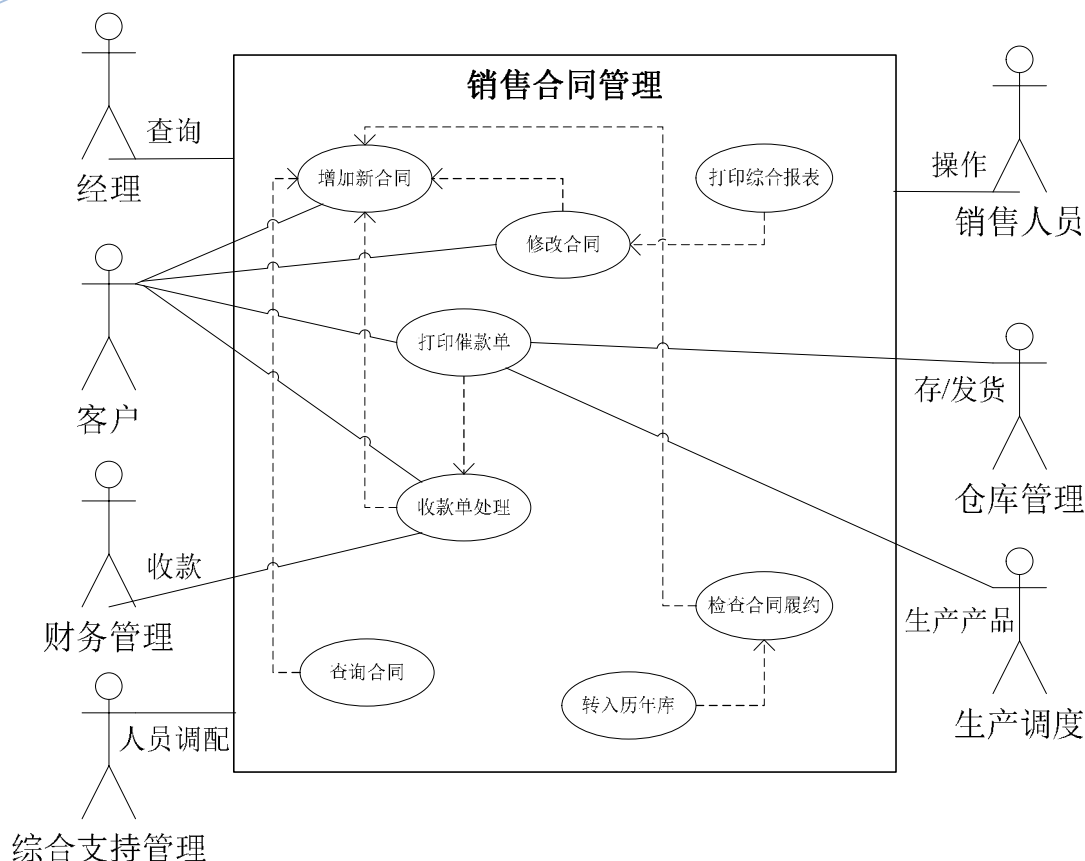 销售合同管理
查询
经理
增加新合同
打印综合报表
操作
销售人员
修改合同
客户
打印催款单
存/发货
仓库管理
收款单处理
收款
财务管理
检查合同履约
生产产品
查询合同
转入历年库
生产调度
人员调配
综合支持管理